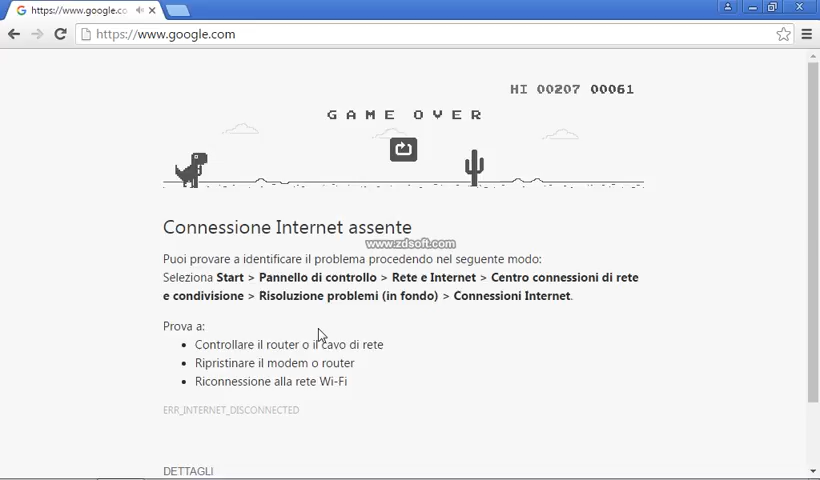 https://www.google.co
https://www.google.com
HI 00207 00061
GAME OVER
Connessione Internet assente
www.zdsoft.com
Puoi provare a identificare il problema procedendo nel seguente modo:
Seleziona Start > Pannello di controllo > Rete e Internet > Centro connessioni di rete
e condivisione > Risoluzione problemi (in fondo) > Connessioni Internet.
Prova a:
• Controllare il router o il cavo di rete
• Ripristinare il modem o router
• Riconnessione alla rete Wi-Fi
ERR_INTERNET_DISCONNECTED
DETTAGLI